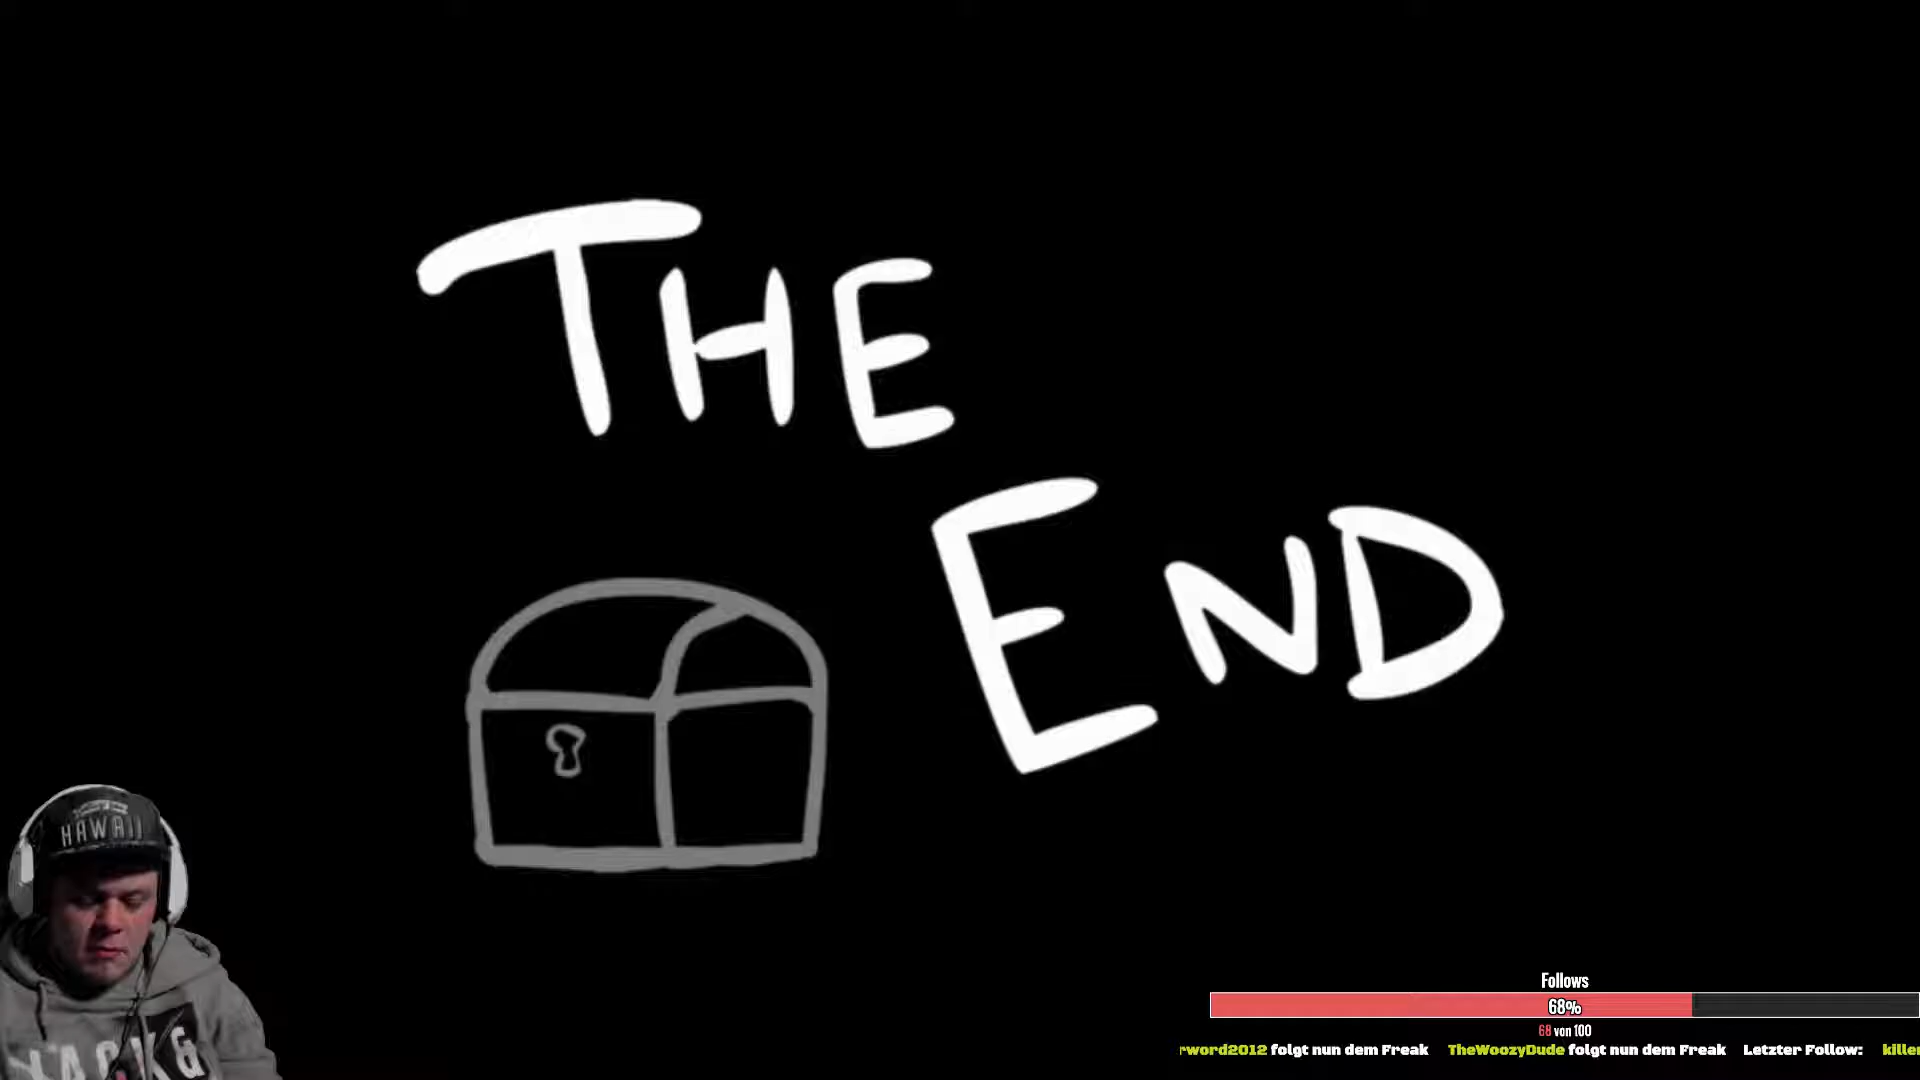 THE
END
HAWAII
Follows
68%
68 von 100
rword2012 folgt nun dem Freak TheWoozyDude folgt nun dem Freak Letzter Follow: killer